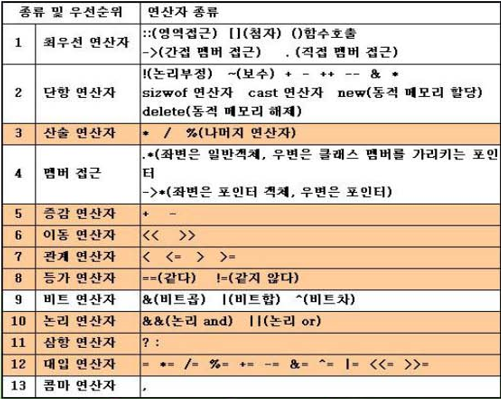 종류 및 우선순위 연산자 종류
1 최우선 연산자 ::(영역접근) [](첨자) ()함수호출
->(간접 멤버 접근) .(직접 멤버 접근)
2 단항 연산자 !(논리부정) ~(보수) + - ++ -- & *
sizwof 연산자 cast 연산자 new(동적 메모리 할당)
delete(동적 메모리 해제)
3 산술 연산자 * / %(나머지 연산자)
4 멤버 접근 .*(좌변은 일반객체, 우변은 클래스 멤버를 가리키는 포인
터
->*(좌변은 포인터 객체, 우변은 포인터)
5 증감 연산자 + -
6 이동 연산자 << >>
7 관계 연산자 < <= > >=
8 등가 연산자 ==(같다) !=(같지 않다)
9 비트 연산자 &(비트곱) |(비트합) ^(비트차)
10 논리 연산자 &&(논리 and) ||(논리 or)
11 삼항 연산자 ? :
12 대입 연산자 = *= /= %= += -= &= ^= |= <<= >>=
13 콤마 연산자 ,